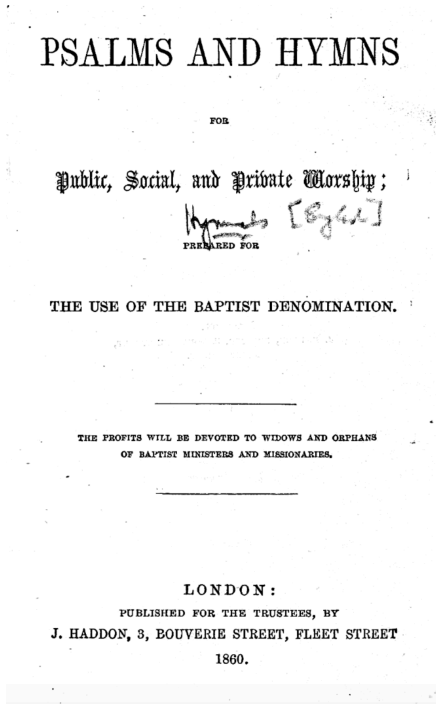 PSALMS AND HYMNS
FOR
Public, Social, and Private Worship;
Hymnals [Engl.]
PREPARED FOR
THE USE OF THE BAPTIST DENOMINATION.
THE PROFITS WILL BE DEVOTED TO WIDOWS AND ORPHANS
OF BAPTIST MINISTERS AND MISSIONARIES.
LONDON:
PUBLISHED FOR THE TRUSTEES, BY
J. HADDON, 3, BOUVERIE STREET, FLEET STREET
1860.